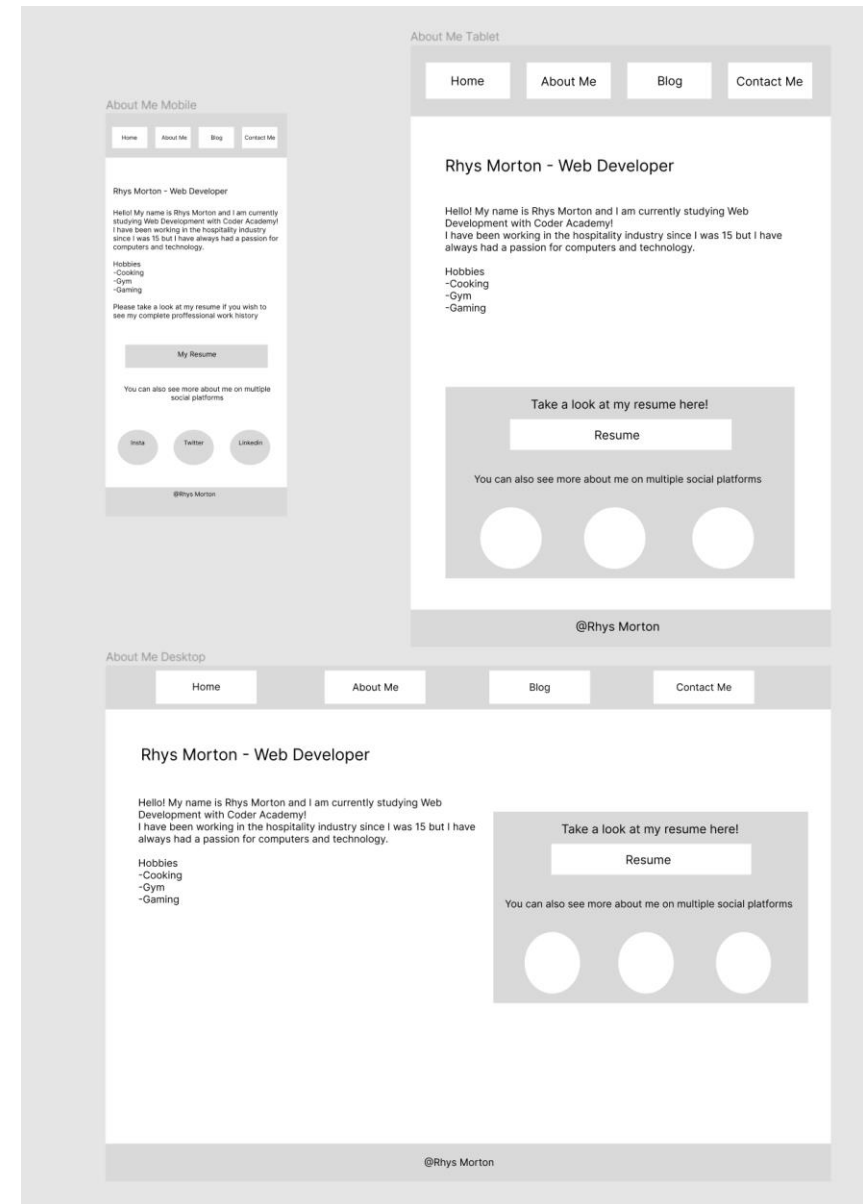 About Me Mobile
Home About Me Blog Contact Me
Rhys Morton - Web Developer
Hello! My name is Rhys Morton and I am currently
studying Web Development with Coder Academy!
I have been working in the hospitality industry
since I was 15 but I have always had a passion for
computers and technology.
Hobbies
-Cooking
-Gym
-Gaming
Please take a look at my resume if you wish to
see my complete proffessional work history
My Resume
You can also see more about me on multiple
social platforms
Insta Twitter Linkedin
@Rhys Morton
About Me Tablet
Home About Me Blog Contact Me
Rhys Morton - Web Developer
Hello! My name is Rhys Morton and I am currently studying Web
Development with Coder Academy!
I have been working in the hospitality industry since I was 15 but I have
always had a passion for computers and technology.
Hobbies
-Cooking
-Gym
-Gaming
Take a look at my resume here!
Resume
You can also see more about me on multiple social platforms
@Rhys Morton
About Me Desktop
Home About Me Blog Contact Me
Rhys Morton - Web Developer
Hello! My name is Rhys Morton and I am currently studying Web
Development with Coder Academy!
I have been working in the hospitality industry since I was 15 but I have
always had a passion for computers and technology.
Hobbies
-Cooking
-Gym
-Gaming
Take a look at my resume here!
Resume
You can also see more about me on multiple social platforms
@Rhys Morton